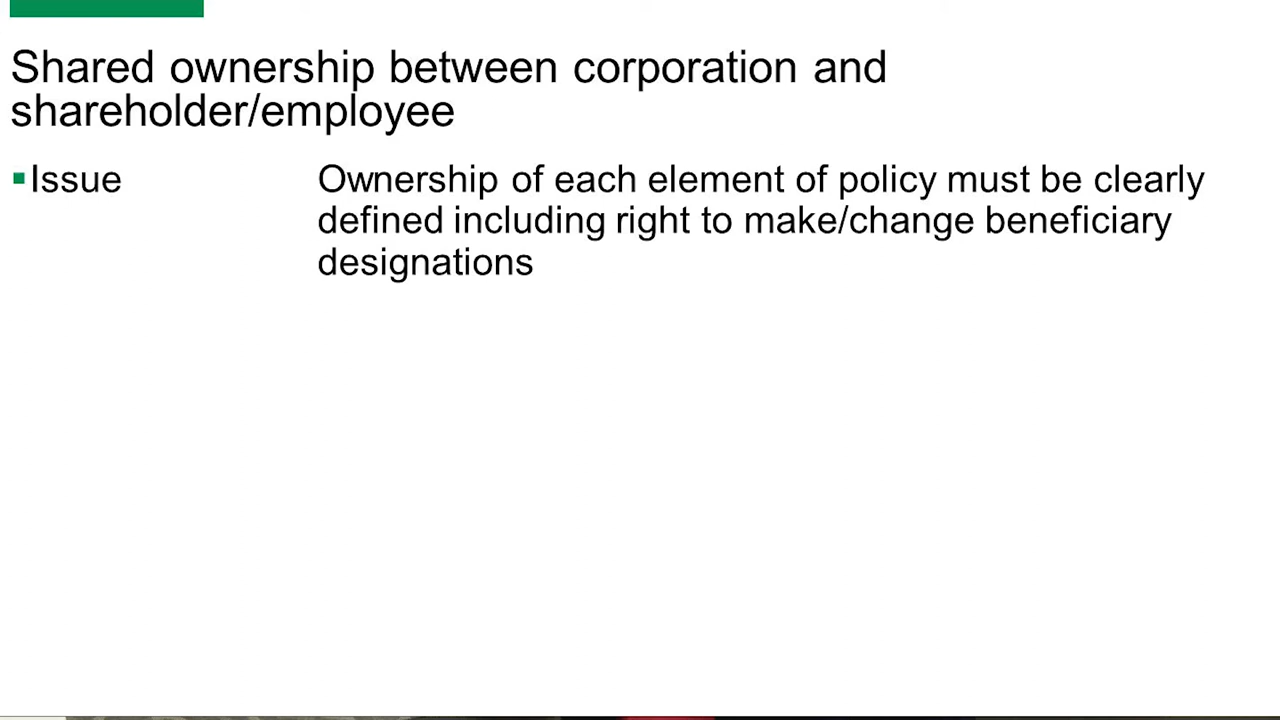 Shared ownership between corporation and
shareholder/employee
Issue
Ownership of each element of policy must be clearly
defined including right to make/change beneficiary
designations